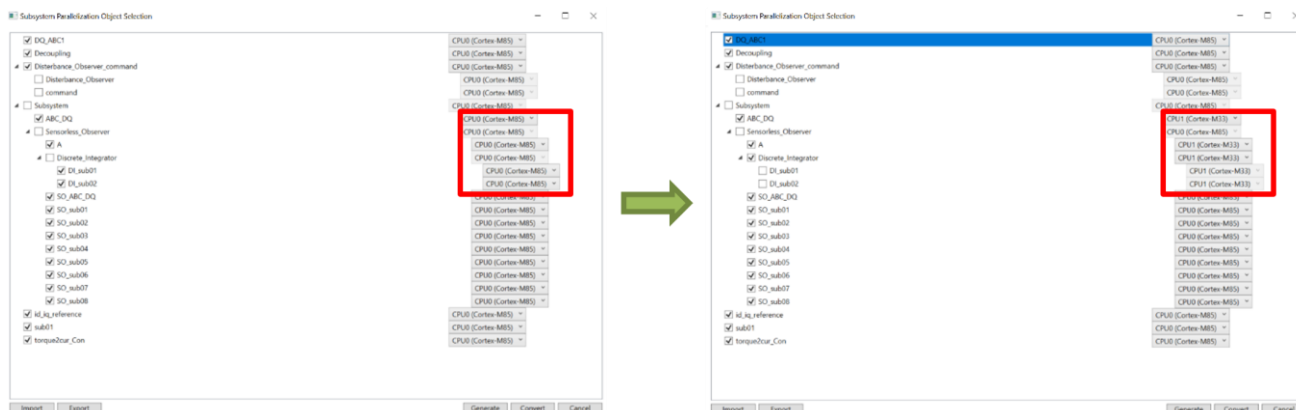 Subsystem Parallelization Object Selection
DQ_ABC1 CPU0 (Cortex-M85)
Decoupling CPU0 (Cortex-M85)
Disterbance_Observer_command CPU0 (Cortex-M85)
Disterbance_Observer CPU0 (Cortex-M85)
command CPU0 (Cortex-M85)
Subsystem CPU0 (Cortex-M85)
ABC_DQ CPU0 (Cortex-M85)
Sensorless_Observer CPU0 (Cortex-M85)
A CPU0 (Cortex-M85)
Discrete_Integrator CPU0 (Cortex-M85)
DI_sub01 CPU0 (Cortex-M85)
DI_sub02 CPU0 (Cortex-M85)
SO_ABC_DQ CPU0 (Cortex-M85)
SO_sub01 CPU0 (Cortex-M85)
SO_sub02 CPU0 (Cortex-M85)
SO_sub03 CPU0 (Cortex-M85)
SO_sub04 CPU0 (Cortex-M85)
SO_sub05 CPU0 (Cortex-M85)
SO_sub06 CPU0 (Cortex-M85)
SO_sub07 CPU0 (Cortex-M85)
SO_sub08 CPU0 (Cortex-M85)
id_iq_reference CPU0 (Cortex-M85)
sub01 CPU0 (Cortex-M85)
torque2cur_Con CPU0 (Cortex-M85)
Import Export Generate Convert Cancel
Subsystem Parallelization Object Selection
DQ_ABC1 CPU0 (Cortex-M85)
Decoupling CPU0 (Cortex-M85)
Disterbance_Observer_command CPU0 (Cortex-M85)
Disterbance_Observer CPU0 (Cortex-M85)
command CPU0 (Cortex-M85)
Subsystem CPU0 (Cortex-M85)
ABC_DQ CPU1 (Cortex-M33)
Sensorless_Observer CPU0 (Cortex-M85)
A CPU1 (Cortex-M33)
Discrete_Integrator CPU1 (Cortex-M33)
DI_sub01 CPU1 (Cortex-M33)
DI_sub02 CPU1 (Cortex-M33)
SO_ABC_DQ CPU0 (Cortex-M85)
SO_sub01 CPU0 (Cortex-M85)
SO_sub02 CPU0 (Cortex-M85)
SO_sub03 CPU0 (Cortex-M85)
SO_sub04 CPU0 (Cortex-M85)
SO_sub05 CPU0 (Cortex-M85)
SO_sub06 CPU0 (Cortex-M85)
SO_sub07 CPU0 (Cortex-M85)
SO_sub08 CPU0 (Cortex-M85)
id_iq_reference CPU0 (Cortex-M85)
sub01 CPU0 (Cortex-M85)
torque2cur_Con CPU0 (Cortex-M85)
Import Export Generate Convert Cancel